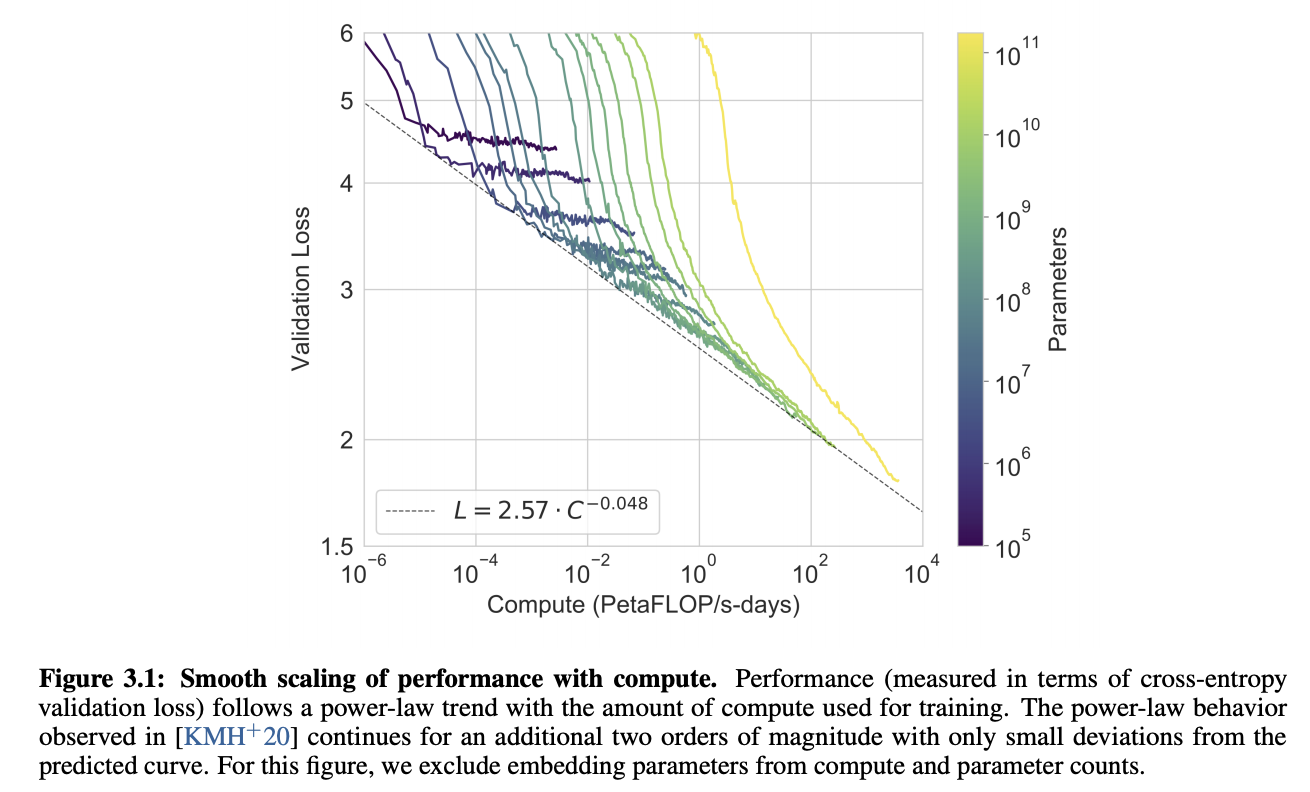 6
5
4
3
2
1.5
Validation Loss
L = 2.57 · C^−0.048
10^−6 10^−4 10^−2 10^0 10^2 10^4
Compute (PetaFLOP/s-days)
10^11
10^10
10^9
10^8
10^7
10^6
10^5
Parameters
Figure 3.1: Smooth scaling of performance with compute. Performance (measured in terms of cross-entropy
validation loss) follows a power-law trend with the amount of compute used for training. The power-law behavior
observed in [KMH+20] continues for an additional two orders of magnitude with only small deviations from the
predicted curve. For this figure, we exclude embedding parameters from compute and parameter counts.